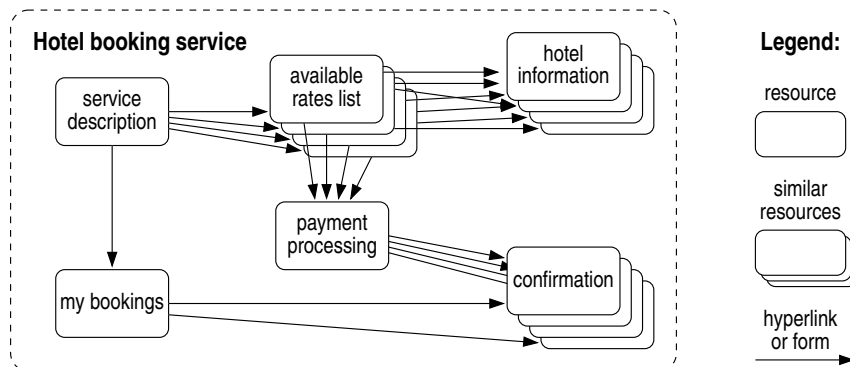 Hotel booking service
service
description
available
rates list
hotel
information
payment
processing
my bookings
confirmation
Legend:
resource
similar
resources
hyperlink
or form